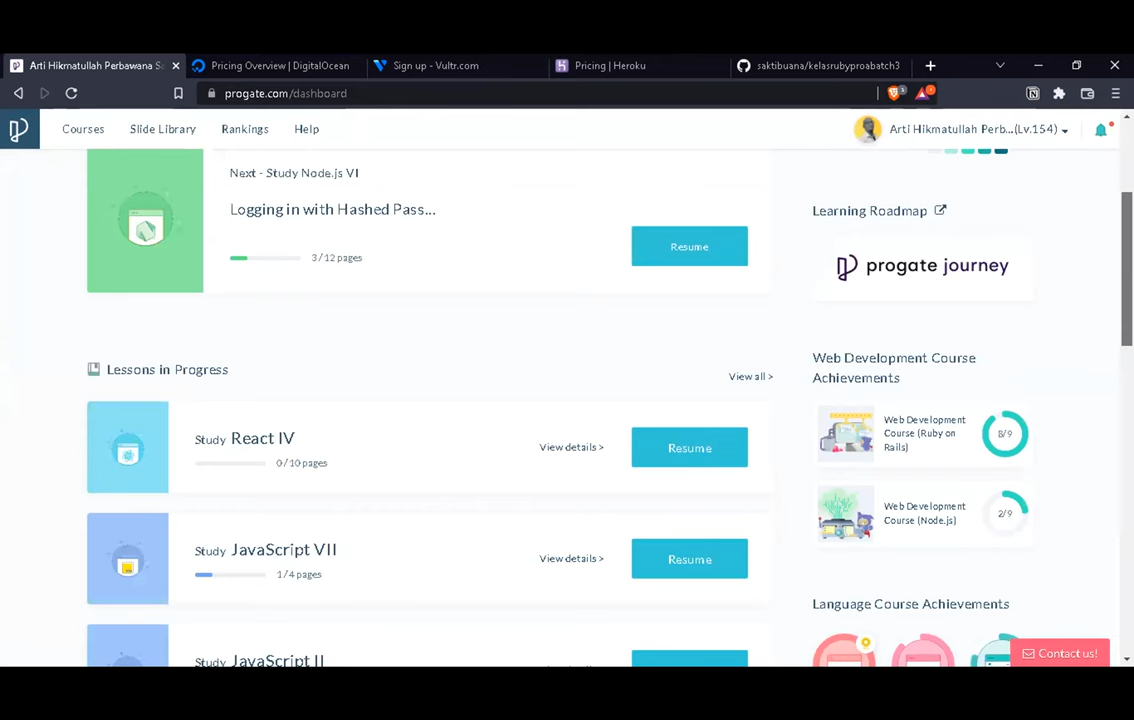 Arti Hikmatullah Perbawana Sa
Pricing Overview | DigitalOcean
Sign up - Vultr.com
Pricing | Heroku
saktibuana/kelasrubyproabatch3
progate.com/dashboard
Courses
Slide Library
Rankings
Help
Arti Hikmatullah Perb...(Lv.154)
Next - Study Node.js VI
Logging in with Hashed Pass...
3/12 pages
Resume
Learning Roadmap
progate journey
Lessons in Progress
View all >
Study React IV
0/10 pages
View details >
Resume
Study JavaScript VII
1/4 pages
View details >
Resume
Study JavaScript II
Web Development Course
Achievements
Web Development
Course (Ruby on
Rails)
8/9
Web Development
Course (Node.js)
2/9
Language Course Achievements
Contact us!